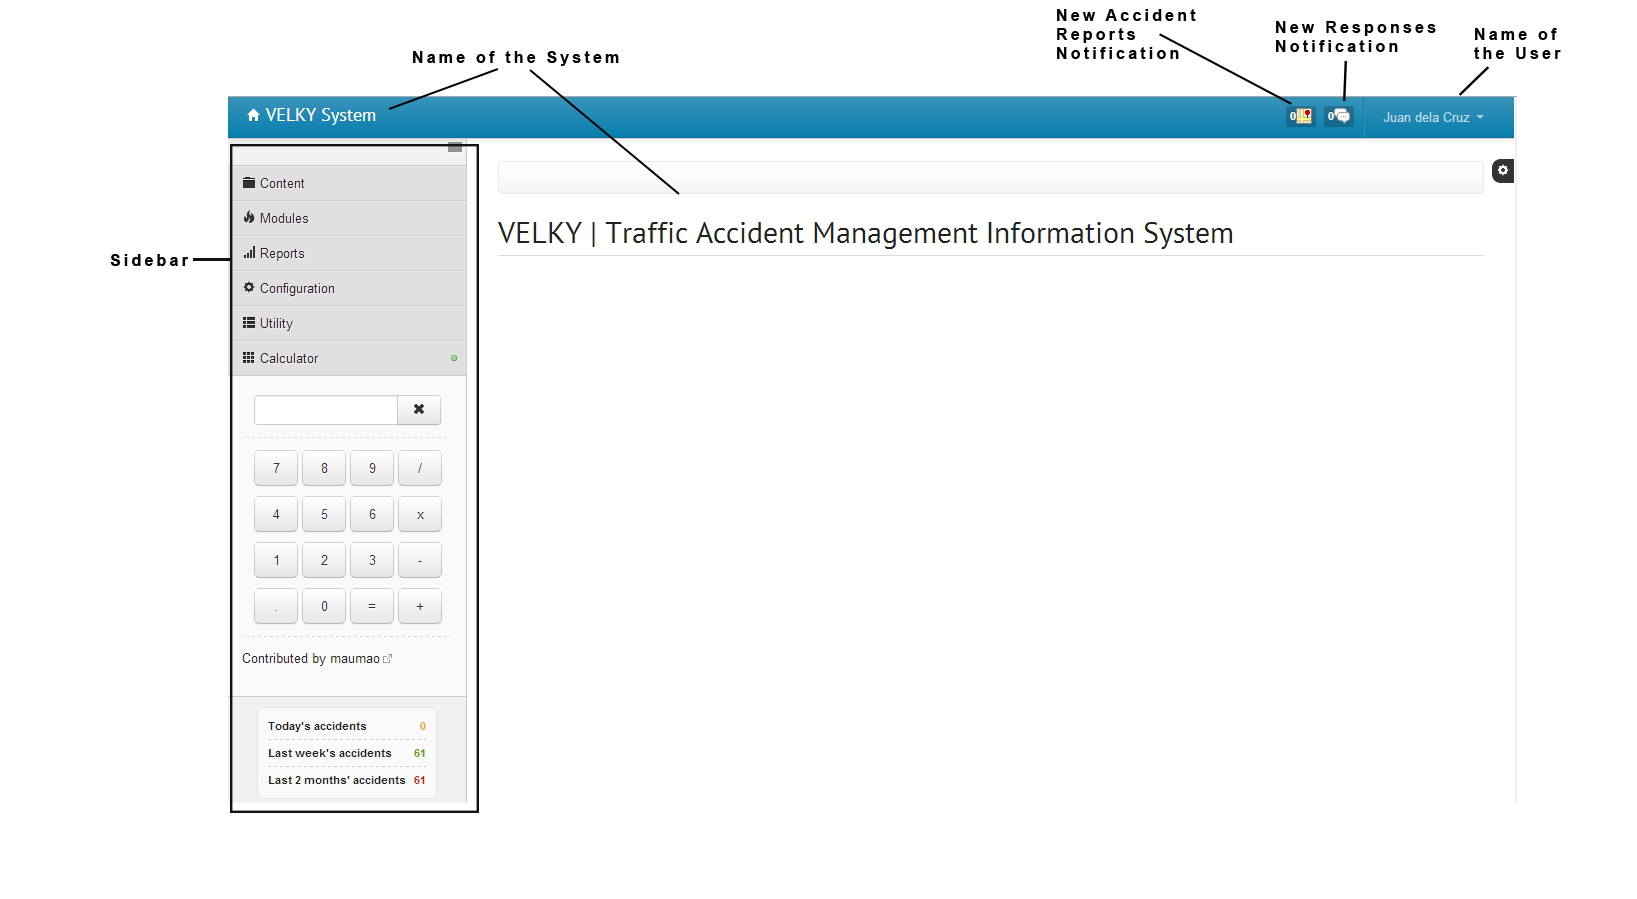 New Accident
Reports
Notification
New Responses
Notification
Name of
the User
Name of the System
VELKY System
0
0
Juan dela Cruz
Content
Modules
Reports
Configuration
Utility
Calculator
Sidebar
VELKY | Traffic Accident Management Information System
7 8 9 /
4 5 6 x
1 2 3 -
. 0 = +
Contributed by maumao
Today's accidents 0
Last week's accidents 61
Last 2 months' accidents 61